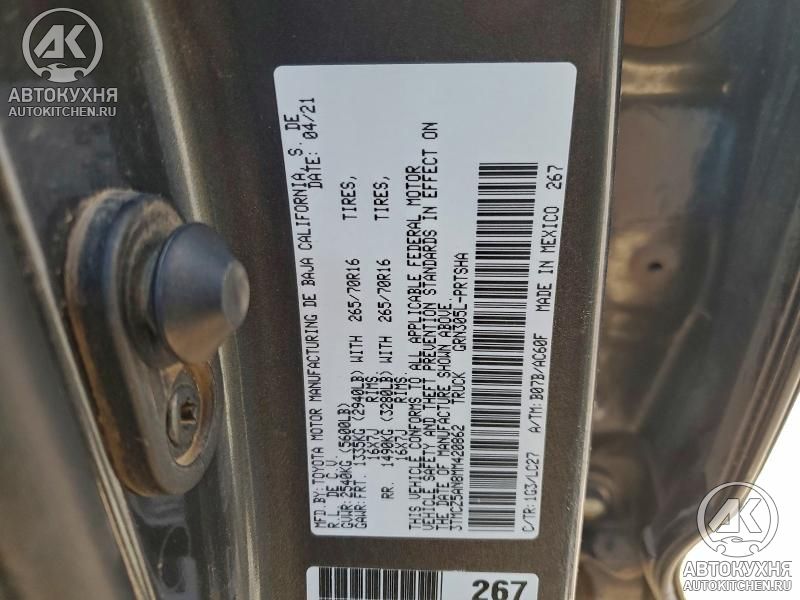 AK
АВТОКУХНЯ
AUTOKITCHEN.RU
MFD.BY: TOYOTA MOTOR MANUFACTURING DE BAJA CALIFORNIA, S. DE
R.L. DE C.V. DATE: 04/21
GVWR: 2540KG (5600LB)
GAWR: FRT. 1335KG (2940LB) WITH 265/70R16 TIRES,
16X7J RIMS,
RR. 1490KG (3280LB) WITH 265/70R16 TIRES,
16X7J RIMS.
THIS VEHICLE CONFORMS TO ALL APPLICABLE FEDERAL MOTOR
VEHICLE SAFETY AND THEFT PREVENTION STANDARDS IN EFFECT ON
THE DATE OF MANUFACTURE SHOWN ABOVE.
3TMCZ5AN8MM420862 TRUCK GRN305L-PRTSHA
C/TR: 1G3/LC27 A/TM: B07B/AC60F MADE IN MEXICO 267
267
AK
АВТОКУХНЯ
AUTOKITCHEN.RU